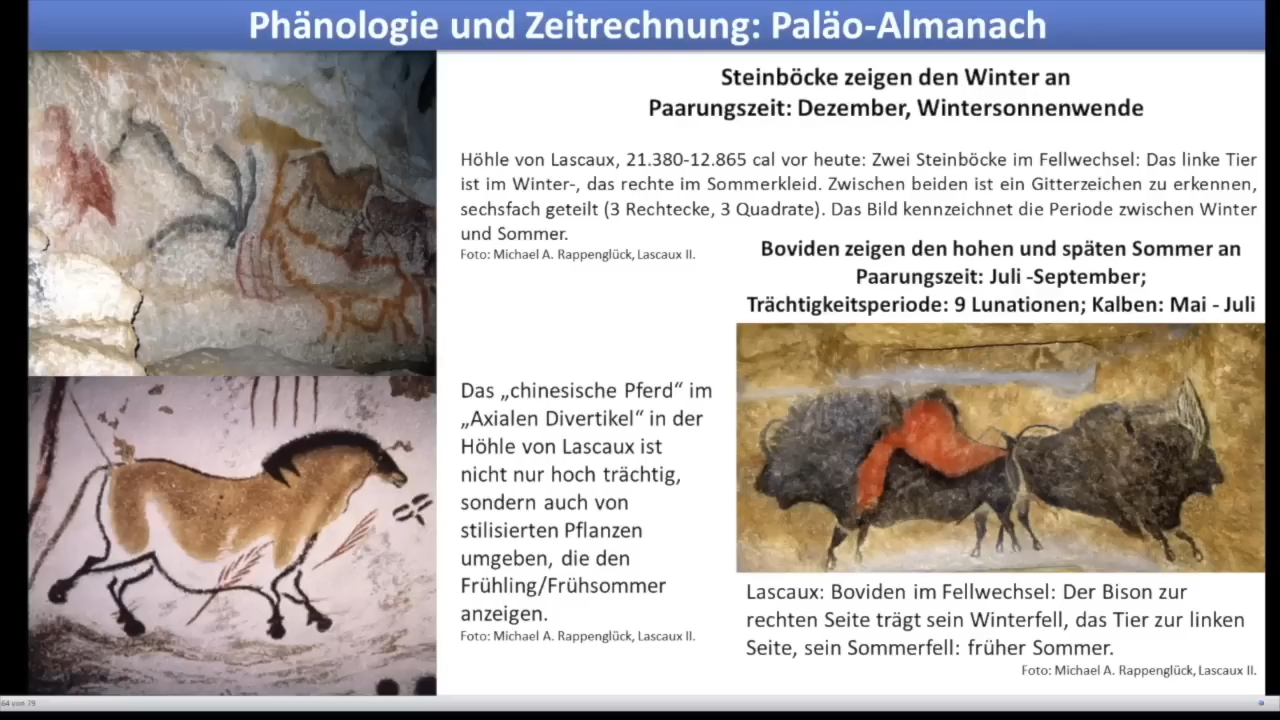 Phänologie und Zeitrechnung: Paläo-Almanach
Steinböcke zeigen den Winter an
Paarungszeit: Dezember, Wintersonnenwende
Höhle von Lascaux, 21.380-12.865 cal vor heute: Zwei Steinböcke im Fellwechsel: Das linke Tier
ist im Winter-, das rechte im Sommerkleid. Zwischen beiden ist ein Gitterzeichen zu erkennen,
sechsfach geteilt (3 Rechtecke, 3 Quadrate). Das Bild kennzeichnet die Periode zwischen Winter
und Sommer.
Foto: Michael A. Rappenglück, Lascaux II.
Boviden zeigen den hohen und späten Sommer an
Paarungszeit: Juli -September;
Trächtigkeitsperiode: 9 Lunationen; Kalben: Mai - Juli
Das „chinesische Pferd“ im
„Axialen Divertikel“ in der
Höhle von Lascaux ist
nicht nur hoch trächtig,
sondern auch von
stilisierten Pflanzen
umgeben, die den
Frühling/Frühsommer
anzeigen.
Foto: Michael A. Rappenglück, Lascaux II.
Lascaux: Boviden im Fellwechsel: Der Bison zur
rechten Seite trägt sein Winterfell, das Tier zur linken
Seite, sein Sommerfell: früher Sommer.
Foto: Michael A. Rappenglück, Lascaux II.
64 von 79